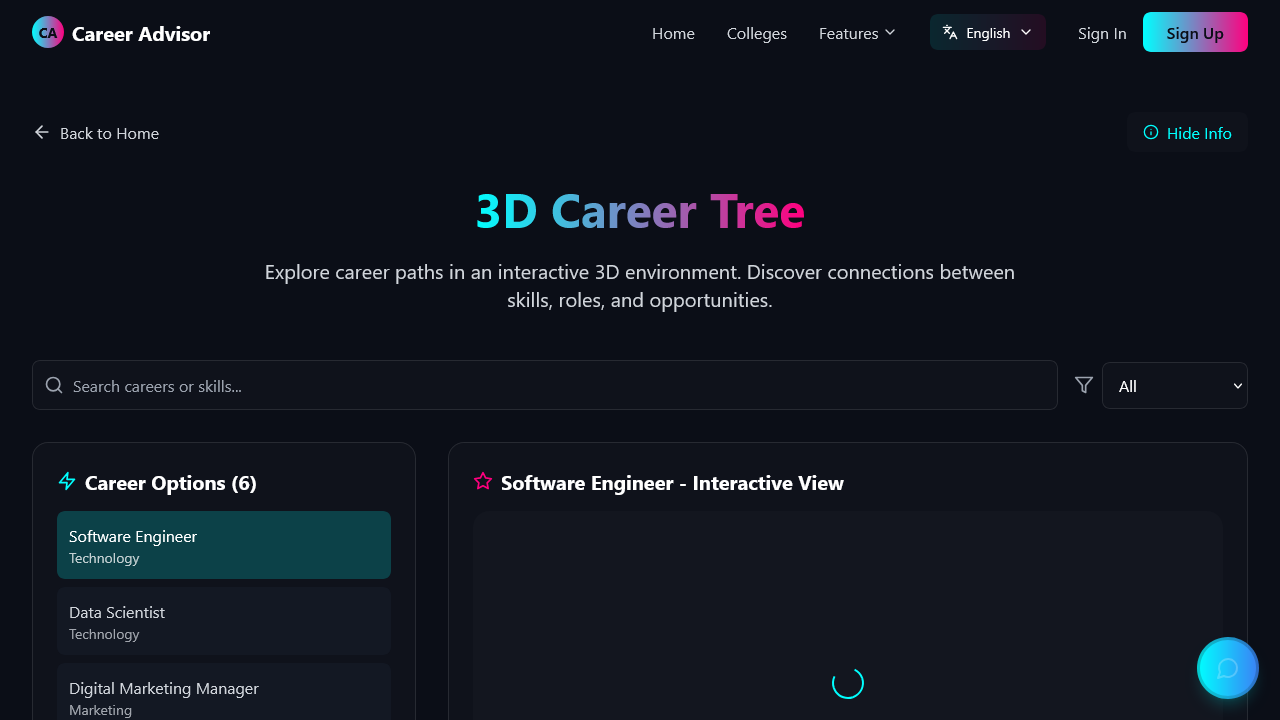 CA Career Advisor
Home
Colleges
Features
English
Sign In
Sign Up
Back to Home
Hide Info
3D Career Tree
Explore career paths in an interactive 3D environment. Discover connections between
skills, roles, and opportunities.
Search careers or skills...
All
Career Options (6)
Software Engineer
Technology
Data Scientist
Technology
Digital Marketing Manager
Marketing
Software Engineer - Interactive View